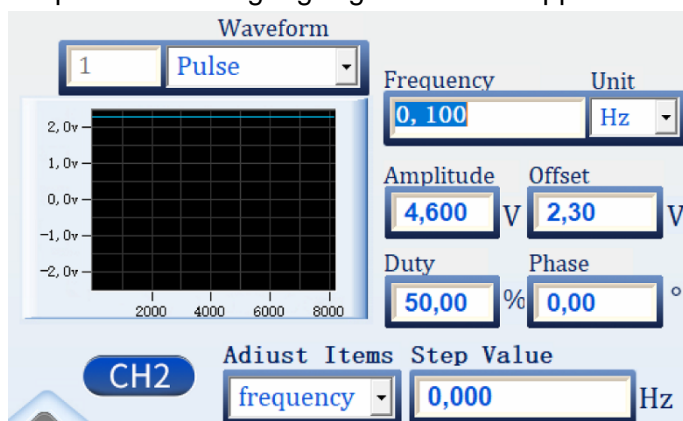 Waveform
1 Pulse
Frequency Unit
0,100 Hz
2,0v
1,0v
0,0v
-1,0v
-2,0v
2000 4000 6000 8000
Amplitude Offset
4,600 V 2,30 V
Duty Phase
50,00 % 0,00 °
CH2
Adiust Items Step Value
frequency 0,000 Hz